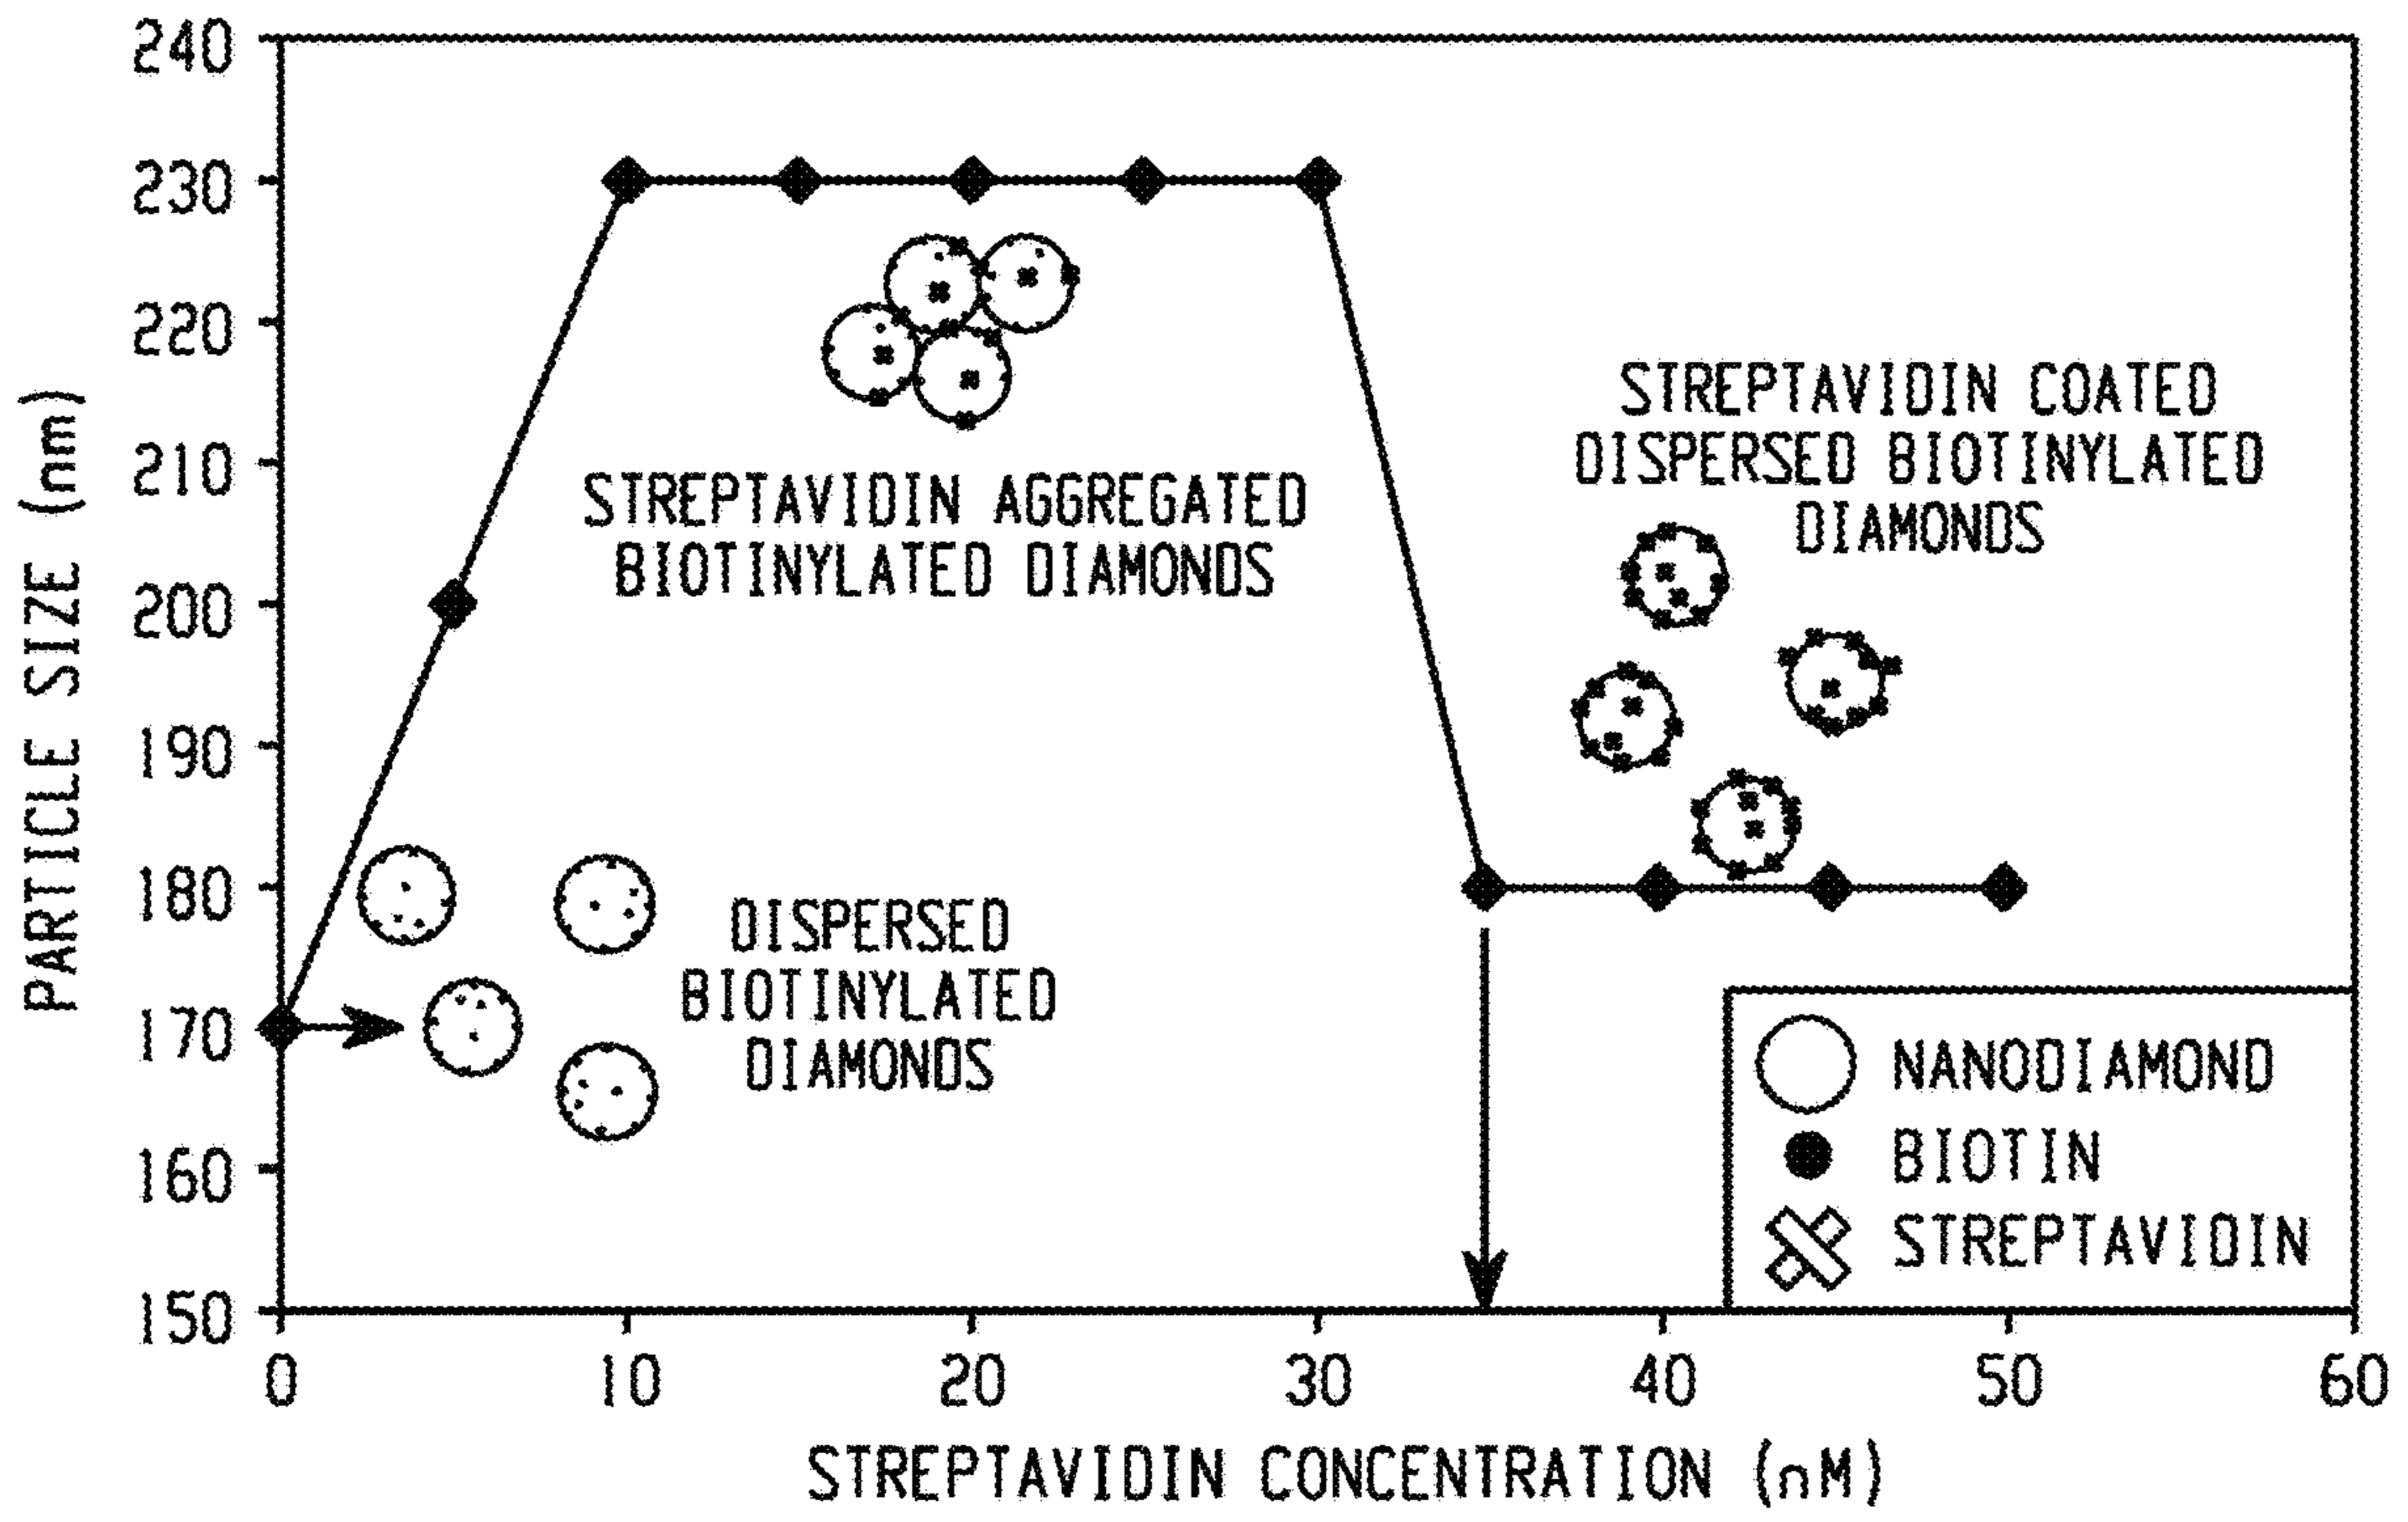 PARTICLE SIZE (nm)
240
230
220
210
200
190
180
170
160
150
STREPTAVIDIN AGGREGATED
BIOTINYLATED DIAMONDS
STREPTAVIDIN COATED
DISPERSED BIOTINYLATED
DIAMONDS
DISPERSED
BIOTINYLATED
DIAMONDS
NANODIAMOND
BIOTIN
STREPTAVIDIN
0 10 20 30 40 50 60
STREPTAVIDIN CONCENTRATION (nM)